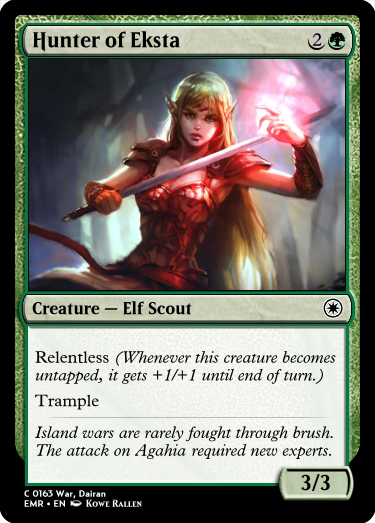 Hunter of Eksta 2
Creature — Elf Scout
Relentless (Whenever this creature becomes
untapped, it gets +1/+1 until end of turn.)
Trample
Island wars are rarely fought through brush.
The attack on Agahia required new experts.
3/3
C 0163 War, Dairan
EMR • EN Kowe Rallen